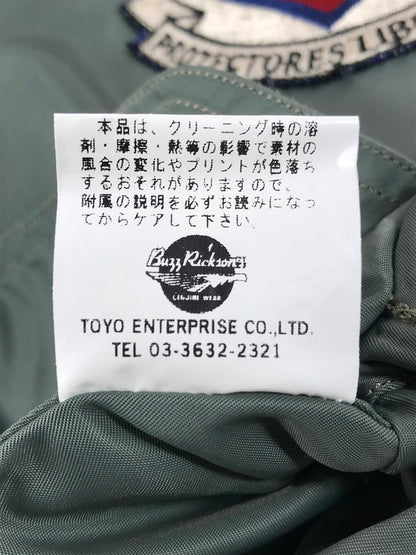 PROTECTORES LIB
本品は、クリーニング時の溶
剤・摩擦・熱等の影響で素材の
風合の変化やプリントが色落ち
するおそれがありますので、
附属の説明を必ずお読みになっ
てからケアして下さい。
Buzz Rickson's
GENUINE WEAR
TOYO ENTERPRISE CO.,LTD.
TEL 03-3632-2321